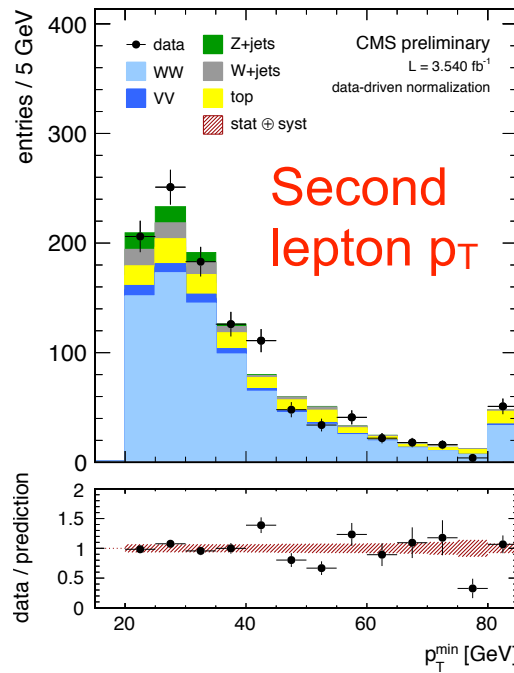 400
300
200
100
0
entries / 5 GeV
data
WW
VV
Z+jets
W+jets
top
stat ⊕ syst
CMS preliminary
L = 3.540 fb⁻¹
data-driven normalization
Second
lepton pT
2
1.5
1
0.5
0
data / prediction
20 40 60 80
pTmin [GeV]